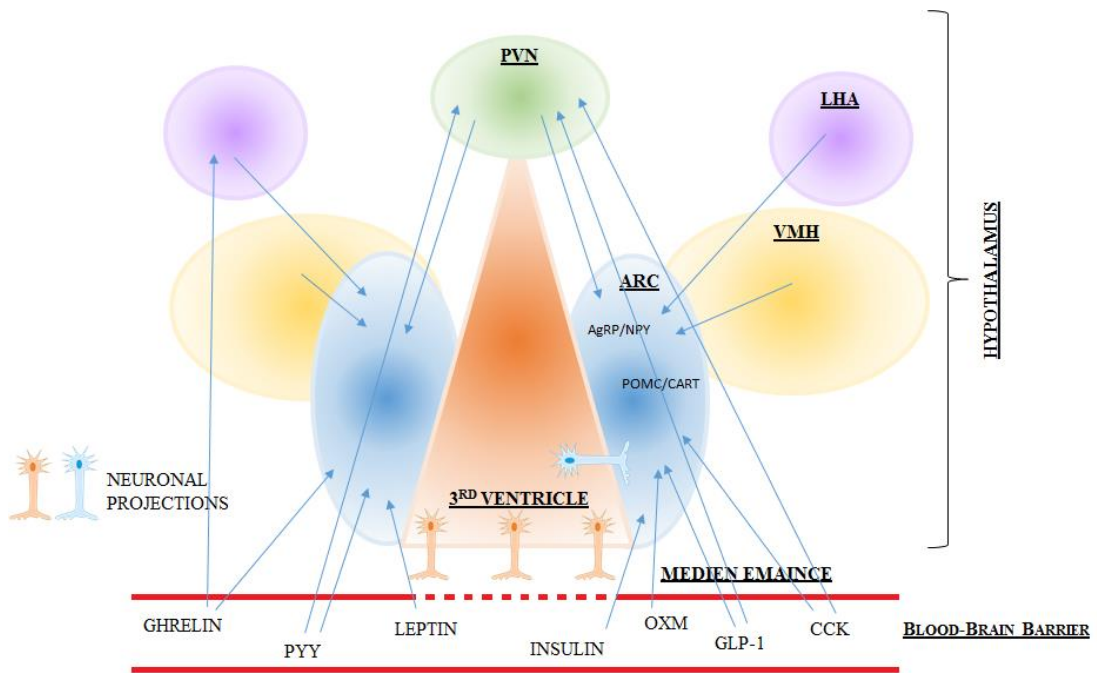 PVN
LHA
VMH
ARC
AgRP/NPY
POMC/CART
HYPOTHALAMUS
NEURONAL
PROJECTIONS
3RD VENTRICLE
MEDIEN EMAINCE
GHRELIN
PYY
LEPTIN
INSULIN
OXM
GLP-1
CCK
BLOOD-BRAIN BARRIER